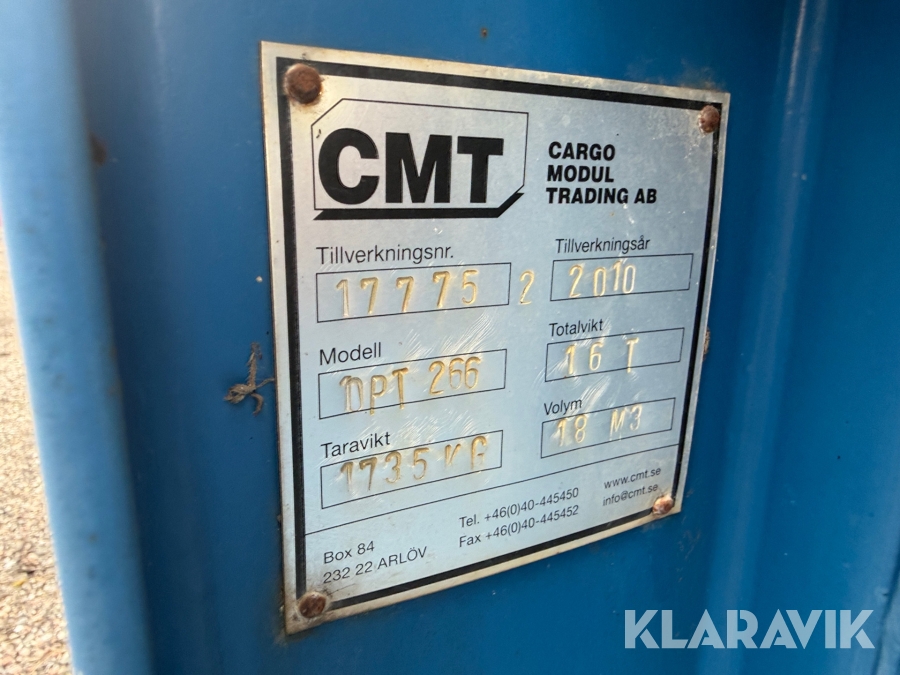 CMT
CARGO
MODUL
TRADING AB
Tillverkningsnr.
17775 2
Tillverkningsår
2010
Modell
DPT 266
Totalvikt
16 T
Taravikt
1735 KG
Volym
18 M3
Box 84
232 22 ARLÖV
Tel. +46(0)40-445450
Fax +46(0)40-445452
www.cmt.se
info@cmt.se
KLARAVIK